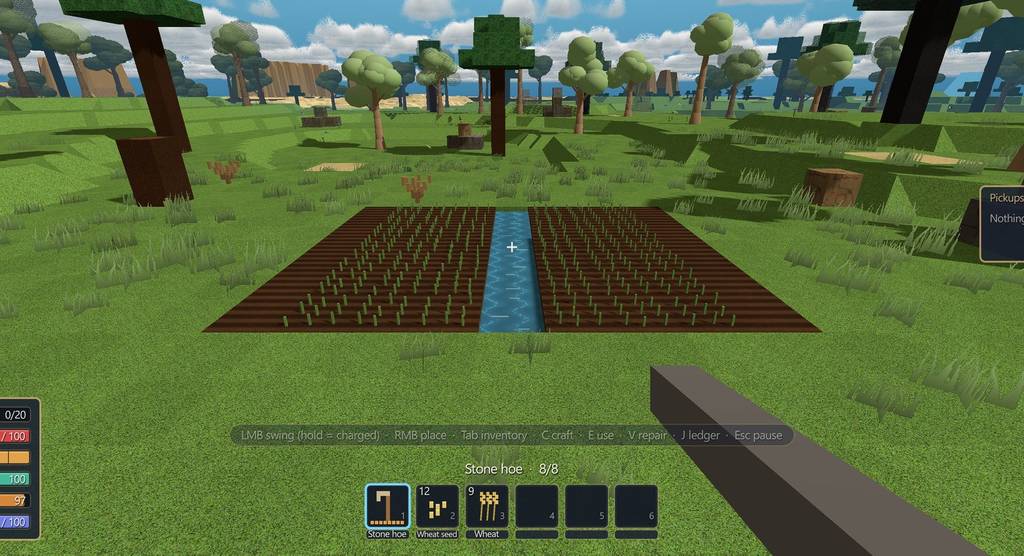 Pickups
Nothing
0/20
/ 100
100
97
/ 100
LMB swing (hold = charged) · RMB place · Tab inventory · C craft · E use · V repair · J ledger · Esc pause
Stone hoe · 8/8
12
9
1
2
3
4
5
6
Stone hoe
Wheat seed
Wheat